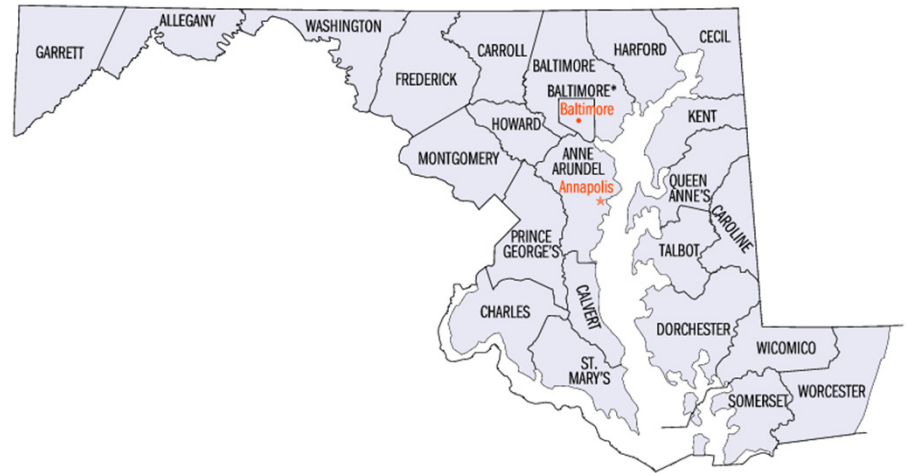 GARRETT
ALLEGANY
WASHINGTON
FREDERICK
CARROLL
BALTIMORE
BALTIMORE*
Baltimore
HARFORD
CECIL
HOWARD
MONTGOMERY
ANNE
ARUNDEL
Annapolis
KENT
QUEEN
ANNE'S
CAROLINE
TALBOT
PRINCE
GEORGE'S
CHARLES
CALVERT
ST.
MARY'S
DORCHESTER
WICOMICO
SOMERSET
WORCESTER